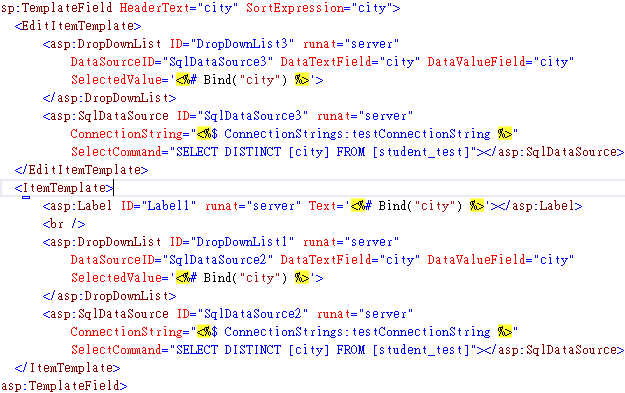 sp:TemplateField HeaderText="city" SortExpression="city">
<EditItemTemplate>
<asp:DropDownList ID="DropDownList3" runat="server"
DataSourceID="SqlDataSource3" DataTextField="city" DataValueField="city"
SelectedValue='<%# Bind("city") %>'>
</asp:DropDownList>
<asp:SqlDataSource ID="SqlDataSource3" runat="server"
ConnectionString="<%$ ConnectionStrings:testConnectionString %>"
SelectCommand="SELECT DISTINCT [city] FROM [student_test]"></asp:SqlDataSource>
</EditItemTemplate>
<ItemTemplate>
<asp:Label ID="Label1" runat="server" Text='<%# Bind("city") %>'></asp:Label>
<br />
<asp:DropDownList ID="DropDownList1" runat="server"
DataSourceID="SqlDataSource2" DataTextField="city" DataValueField="city"
SelectedValue='<%# Bind("city") %>'>
</asp:DropDownList>
<asp:SqlDataSource ID="SqlDataSource2" runat="server"
ConnectionString="<%$ ConnectionStrings:testConnectionString %>"
SelectCommand="SELECT DISTINCT [city] FROM [student_test]"></asp:SqlDataSource>
</ItemTemplate>
asp:TemplateField>